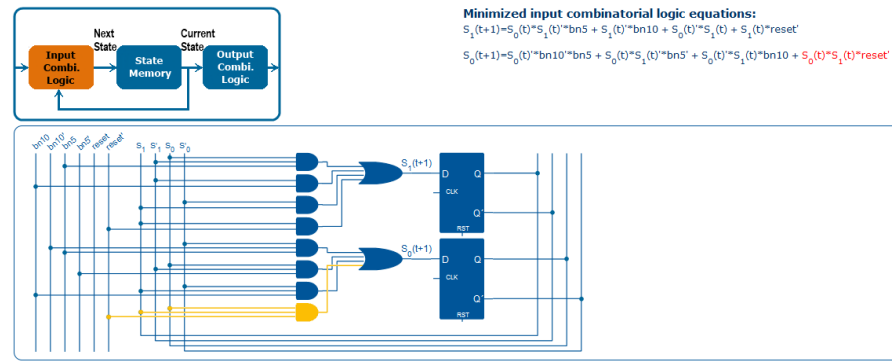 Minimized input combinatorial logic equations:
S₁(t+1)=S₀(t)*S₁(t)'*bn5 + S₁(t)'*bn10 + S₀(t)'*S₁(t) + S₁(t)*reset'
S₀(t+1)=S₀(t)'*bn10'*bn5 + S₀(t)*S₁(t)'*bn5' + S₀(t)'*S₁(t)*bn10 + S₀(t)*S₁(t)*reset'
Next
State
Current
State
Input
Combi.
Logic
State
Memory
Output
Combi.
Logic
bn10 bn10' bn5 bn5' reset reset' S₁ S'₁ S₀ S'₀
S₁(t+1)
D Q
CLK
Q'
RST
S₀(t+1)
D Q
CLK
Q'
RST